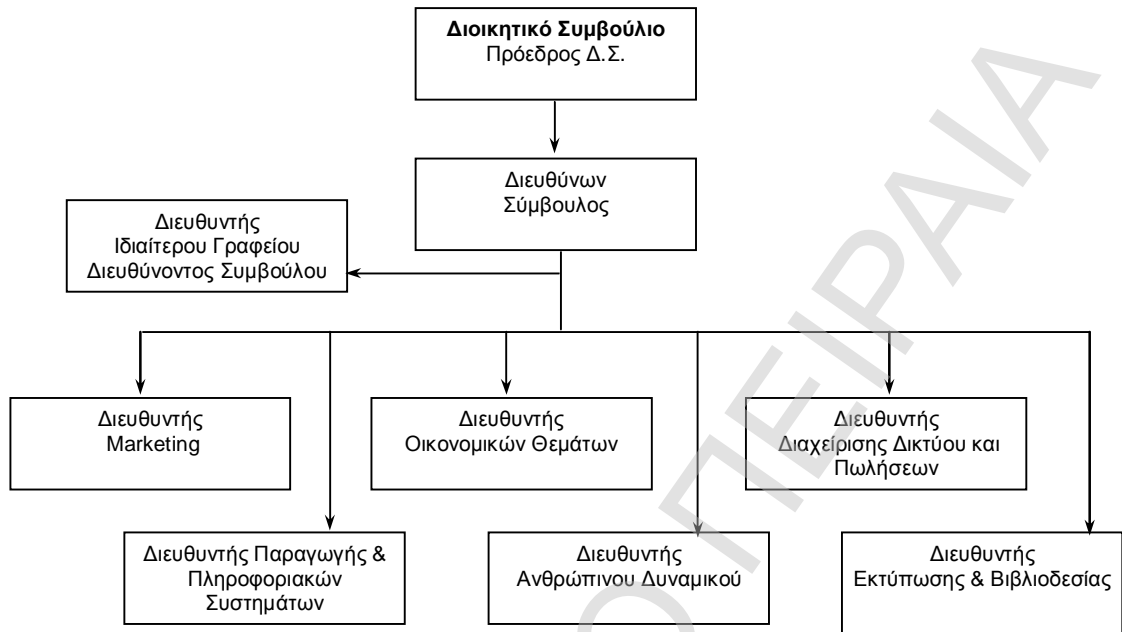 Διοικητικό Συμβούλιο
Πρόεδρος Δ.Σ.
Διευθύνων
Σύμβουλος
Διευθυντής
Ιδιαίτερου Γραφείου
Διευθύνοντος Συμβούλου
Διευθυντής
Marketing
Διευθυντής
Οικονομικών Θεμάτων
Διευθυντής
Διαχείρισης Δικτύου και
Πωλήσεων
Διευθυντής Παραγωγής &
Πληροφοριακών
Συστημάτων
Διευθυντής
Ανθρώπινου Δυναμικού
Διευθυντής
Εκτύπωσης & Βιβλιοδεσίας
Ο ΠΕΙΡΑΙΑ